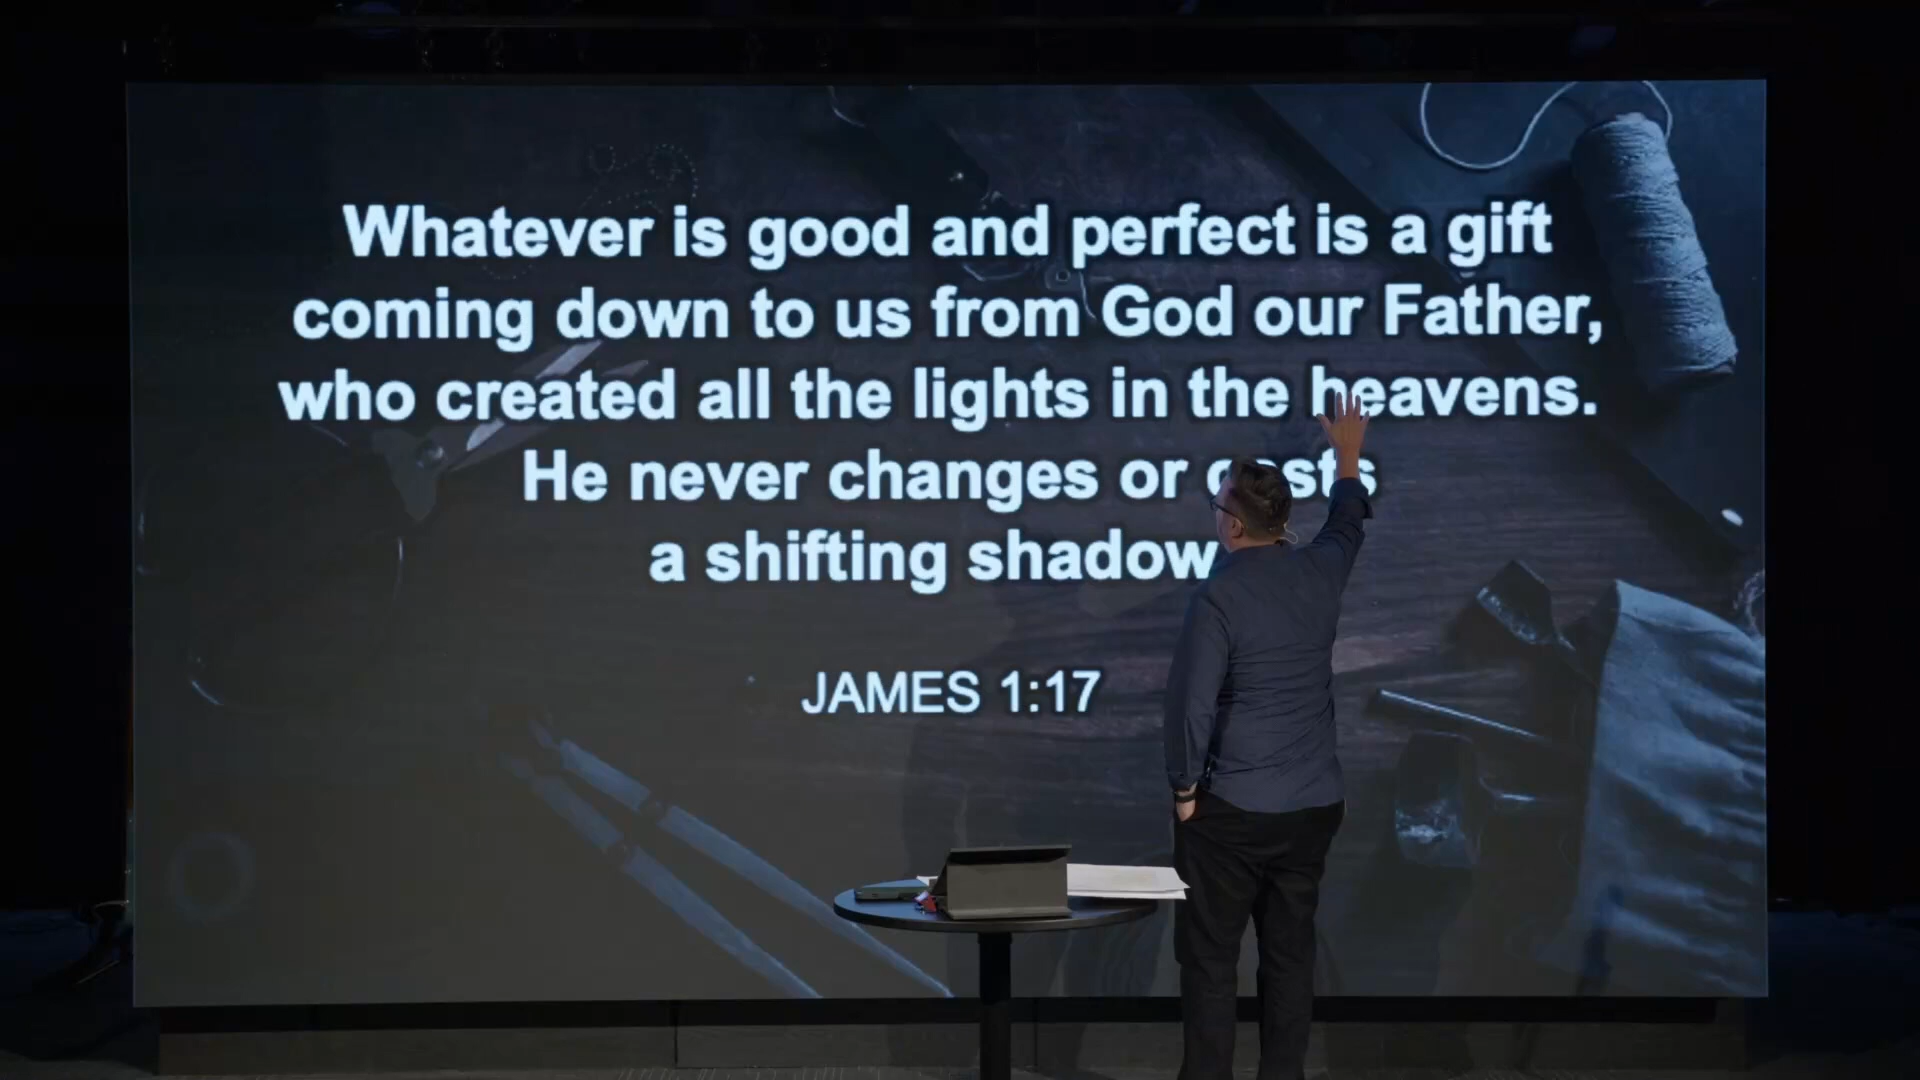 Whatever is good and perfect is a gift
coming down to us from God our Father,
who created all the lights in the heavens.
He never changes or casts
a shifting shadow
JAMES 1:17